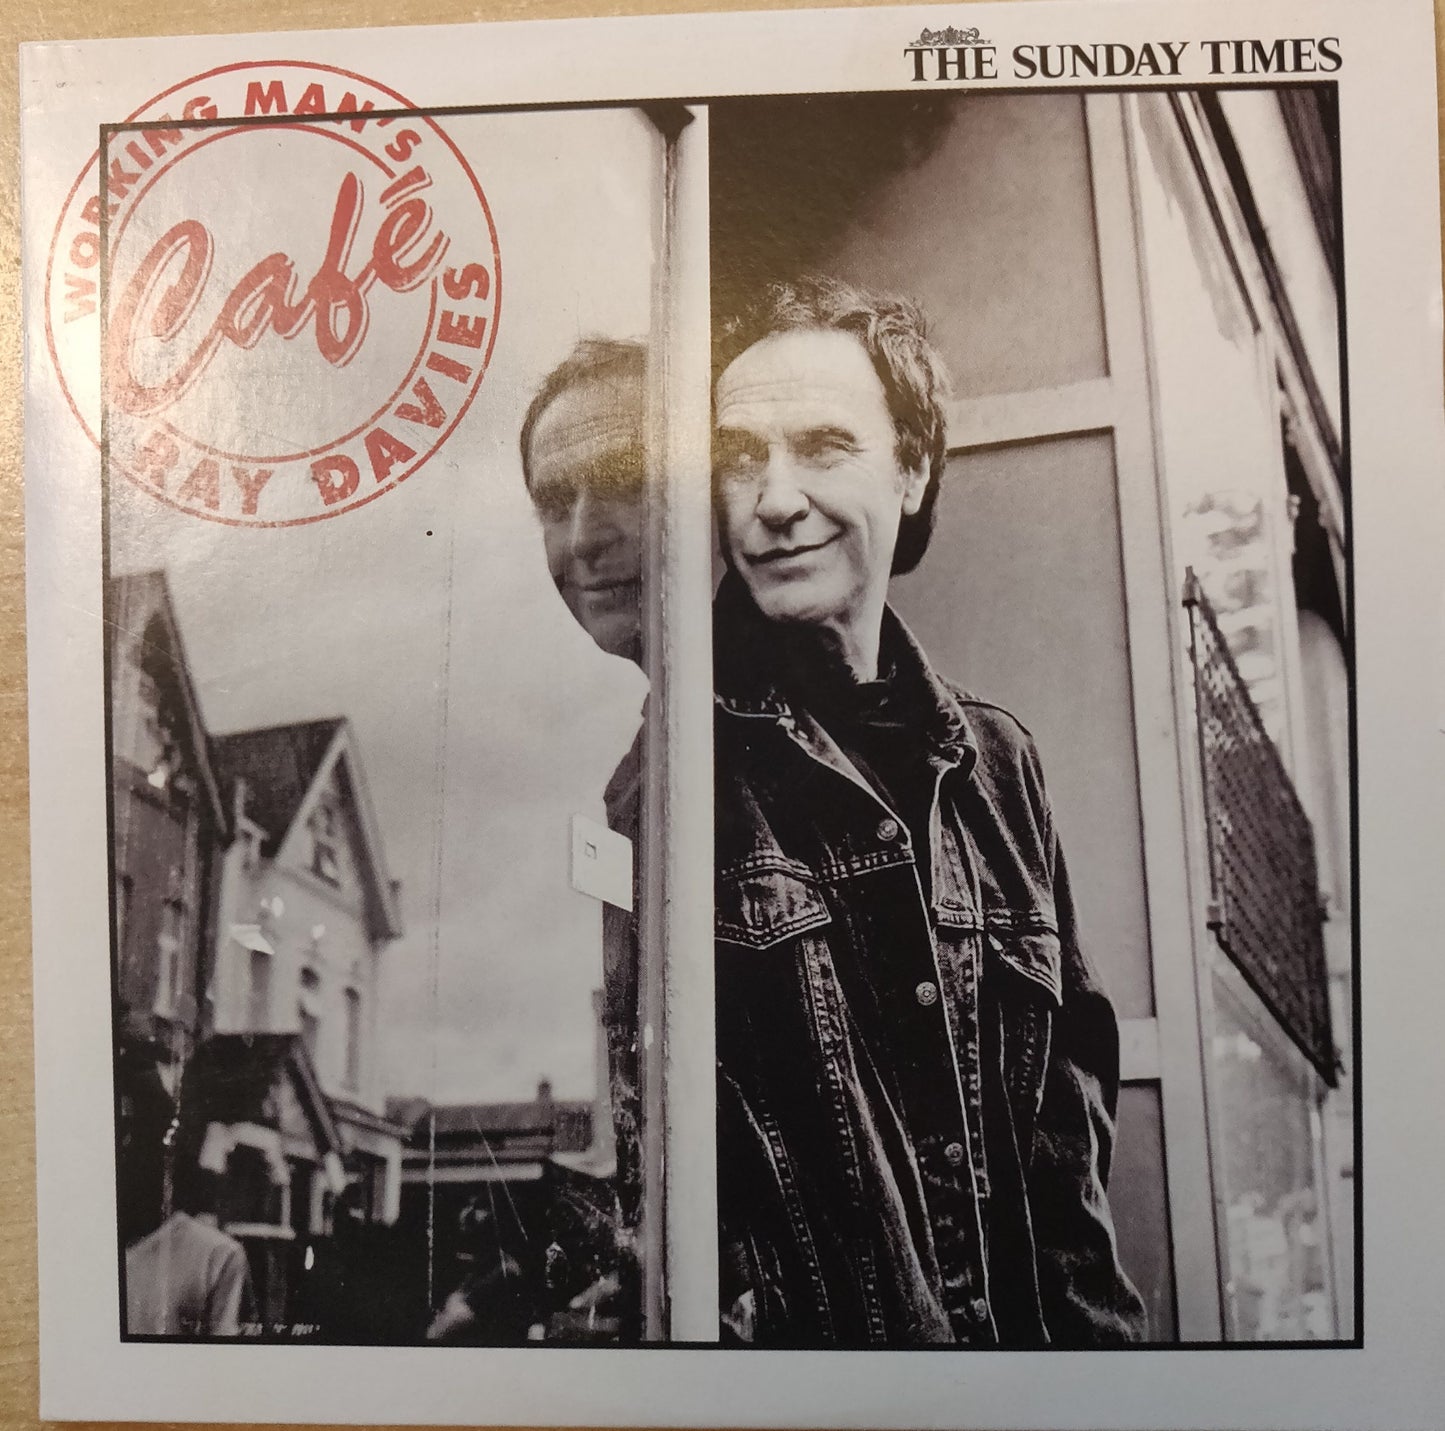 THE SUNDAY TIMES
WORKING MAN'S
Café
RAY DAVIES